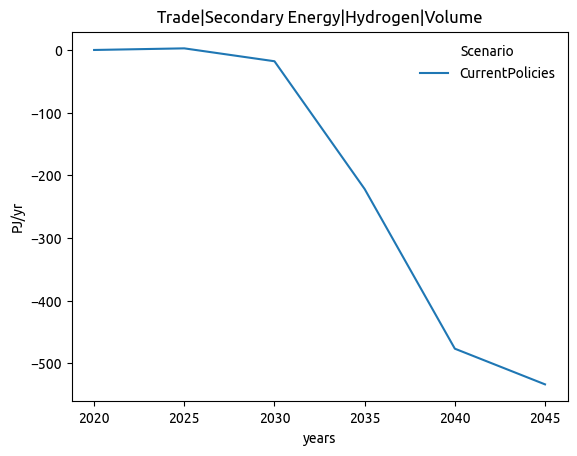 Trade|Secondary Energy|Hydrogen|Volume
Scenario
CurrentPolicies
PJ/yr
0
−100
−200
−300
−400
−500
2020 2025 2030 2035 2040 2045
years